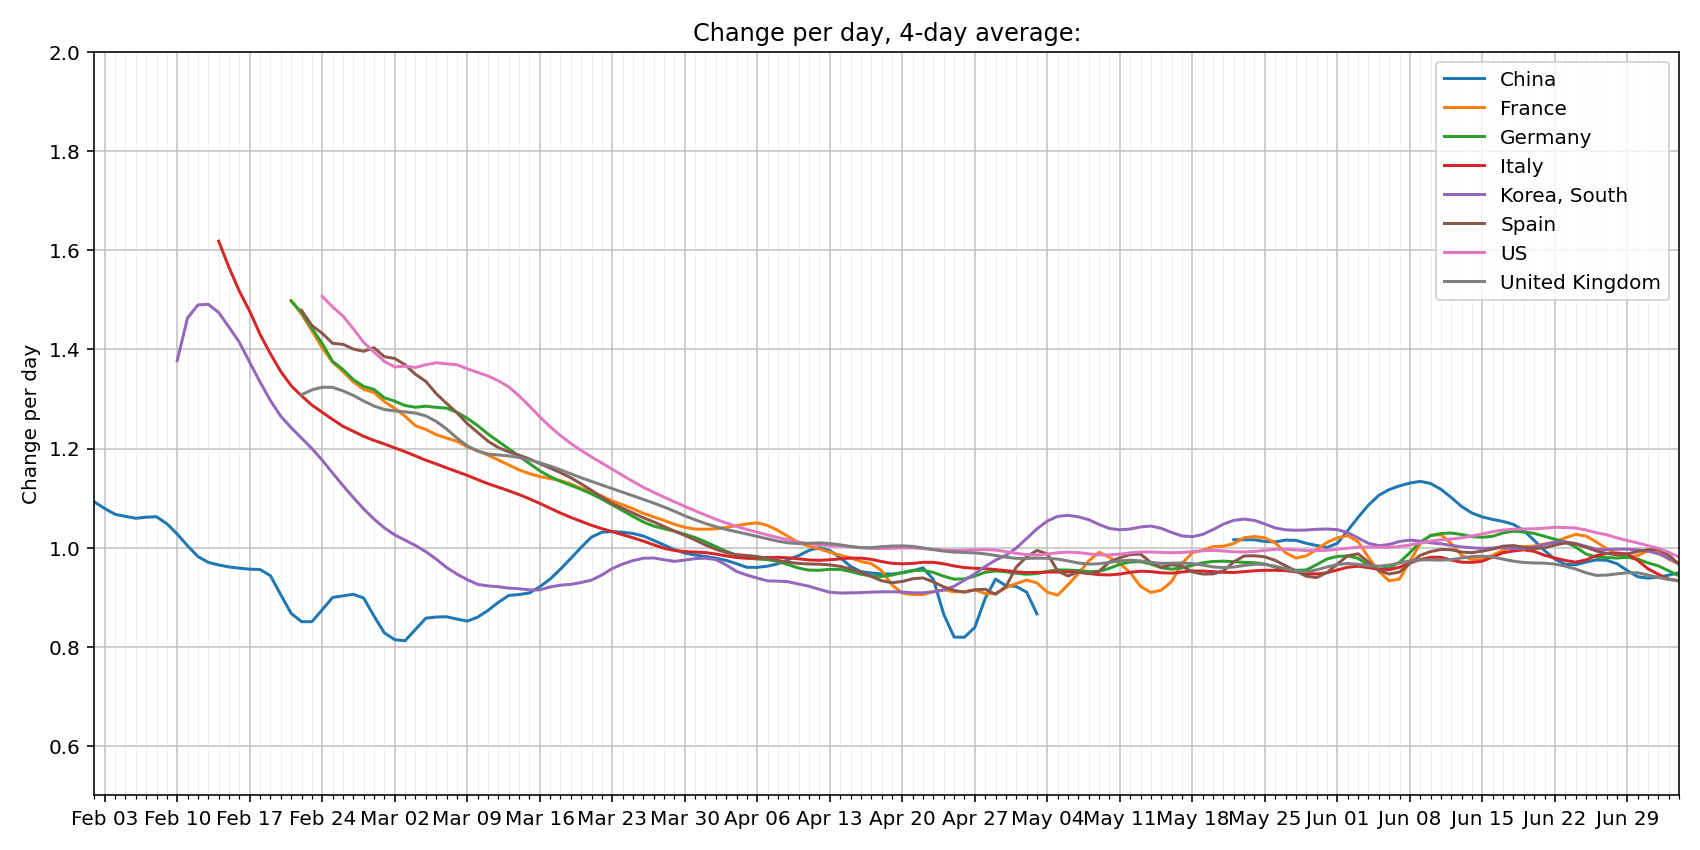 Change per day, 4-day average:
Change per day
2.0
1.8
1.6
1.4
1.2
1.0
0.8
0.6
China
France
Germany
Italy
Korea, South
Spain
US
United Kingdom
Feb 03 Feb 10 Feb 17 Feb 24 Mar 02 Mar 09 Mar 16 Mar 23 Mar 30 Apr 06 Apr 13 Apr 20 Apr 27 May 04 May 11 May 18 May 25 Jun 01 Jun 08 Jun 15 Jun 22 Jun 29